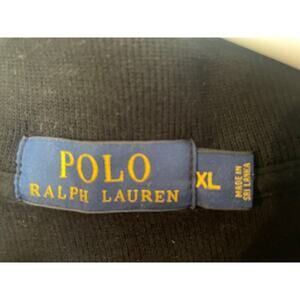 POLO
RALPH LAUREN
XL
MADE IN
SRI LANKA